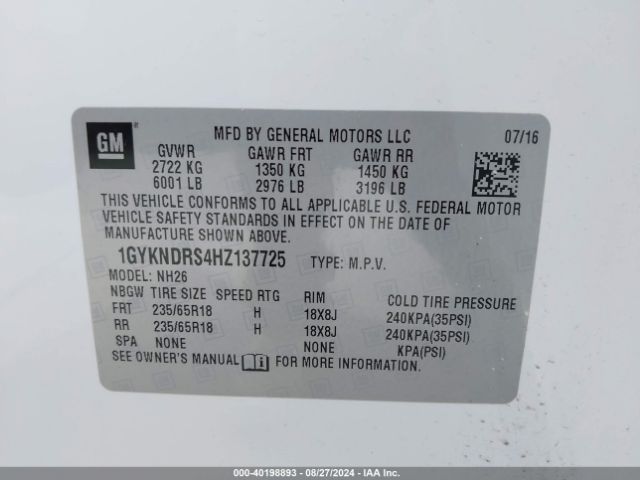 GM
MFD BY GENERAL MOTORS LLC 07/16
GVWR GAWR FRT GAWR RR
2722 KG 1350 KG 1450 KG
6001 LB 2976 LB 3196 LB
THIS VEHICLE CONFORMS TO ALL APPLICABLE U.S. FEDERAL MOTOR
VEHICLE SAFETY STANDARDS IN EFFECT ON THE DATE OF
MANUFACTURE SHOWN ABOVE.
1GYKNDRS4HZ137725 TYPE: M.P.V.
MODEL: NH26
NBGW TIRE SIZE SPEED RTG RIM COLD TIRE PRESSURE
FRT 235/65R18 H 18X8J 240KPA(35PSI)
RR 235/65R18 H 18X8J 240KPA(35PSI)
SPA NONE NONE KPA(PSI)
SEE OWNER'S MANUAL i FOR MORE INFORMATION.
000-40198893 - 08/27/2024 - IAAI.com